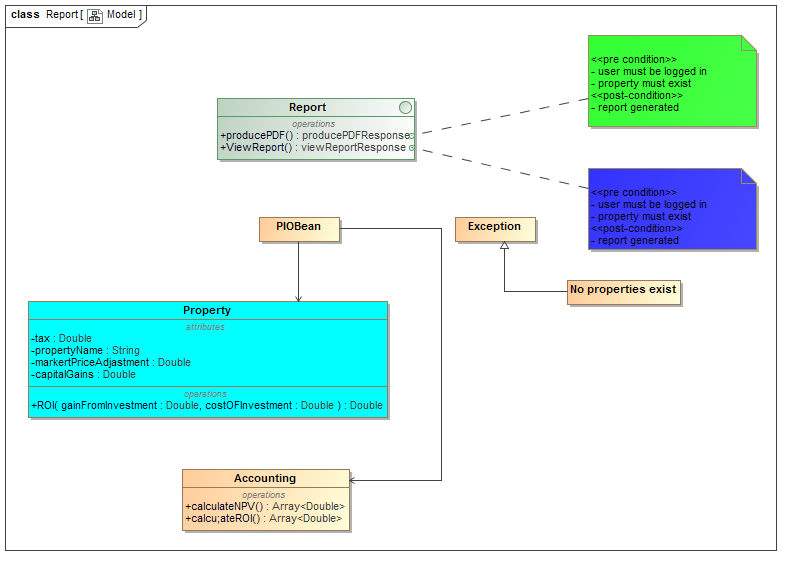 class Report [ Model ]
Report
operations
+producePDF() : producePDFResponse
+ViewReport() : viewReportResponse
<<pre condition>>
- user must be logged in
- property must exist
<<post-condition>>
- report generated
<<pre condition>>
- user must be logged in
- property must exist
<<post-condition>>
- report generated
PIOBean
Exception
No properties exist
Property
attributes
-tax : Double
-propertyName : String
-markertPriceAdjastment : Double
-capitalGains : Double
operations
+ROI( gainFromInvestment : Double, costOFInvestment : Double ) : Double
Accounting
operations
+calculateNPV() : Array<Double>
+calcu;ateROI() : Array<Double>